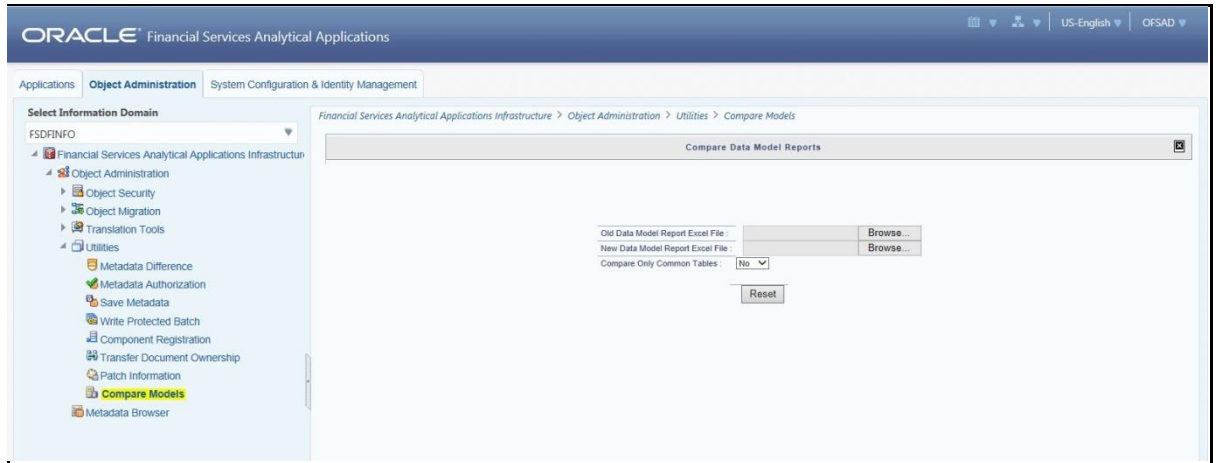 ORACLE Financial Services Analytical Applications
US-English
OFSAD
Applications
Object Administration
System Configuration & Identity Management
Select Information Domain
FSDFINFO
Financial Services Analytical Applications Infrastructure > Object Administration > Utilities > Compare Models
Compare Data Model Reports
Financial Services Analytical Applications Infrastructure
Object Administration
Object Security
Object Migration
Translation Tools
Utilities
Metadata Difference
Metadata Authorization
Save Metadata
Write Protected Batch
Component Registration
Transfer Document Ownership
Patch Information
Compare Models
Metadata Browser
Old Data Model Report Excel File :
Browse...
New Data Model Report Excel File :
Browse...
Compare Only Common Tables :
No
Reset